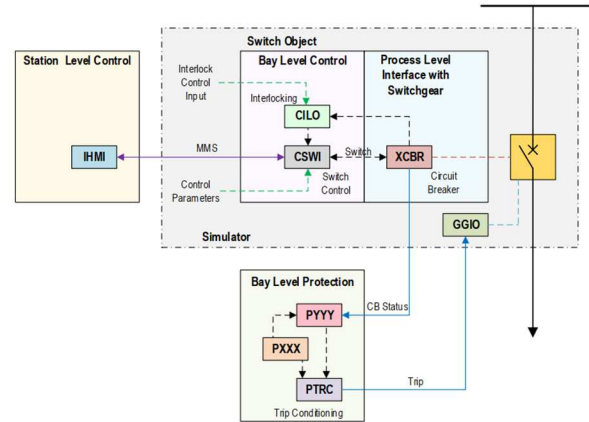 Switch Object
Station Level Control
Bay Level Control
Process Level
Interface with
Switchgear
Interlock
Control
Input
Interlocking
CILO
IHMI
MMS
CSWI
Switch
XCBR
Switch
Control
Circuit
Breaker
Control
Parameters
GGIO
Simulator
Bay Level Protection
PYYY
CB Status
PXXX
PTRC
Trip
Trip Conditioning